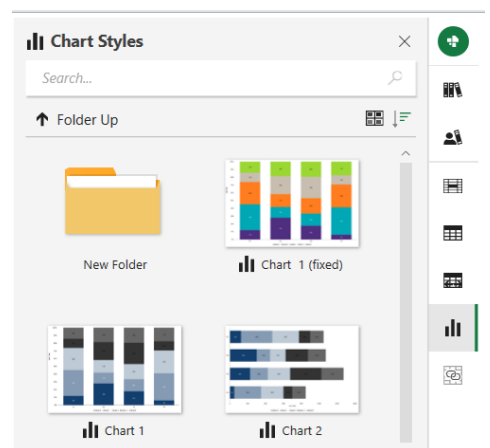 Chart Styles
Search...
Folder Up
New Folder
Chart 1 (fixed)
Chart 1
Chart 2